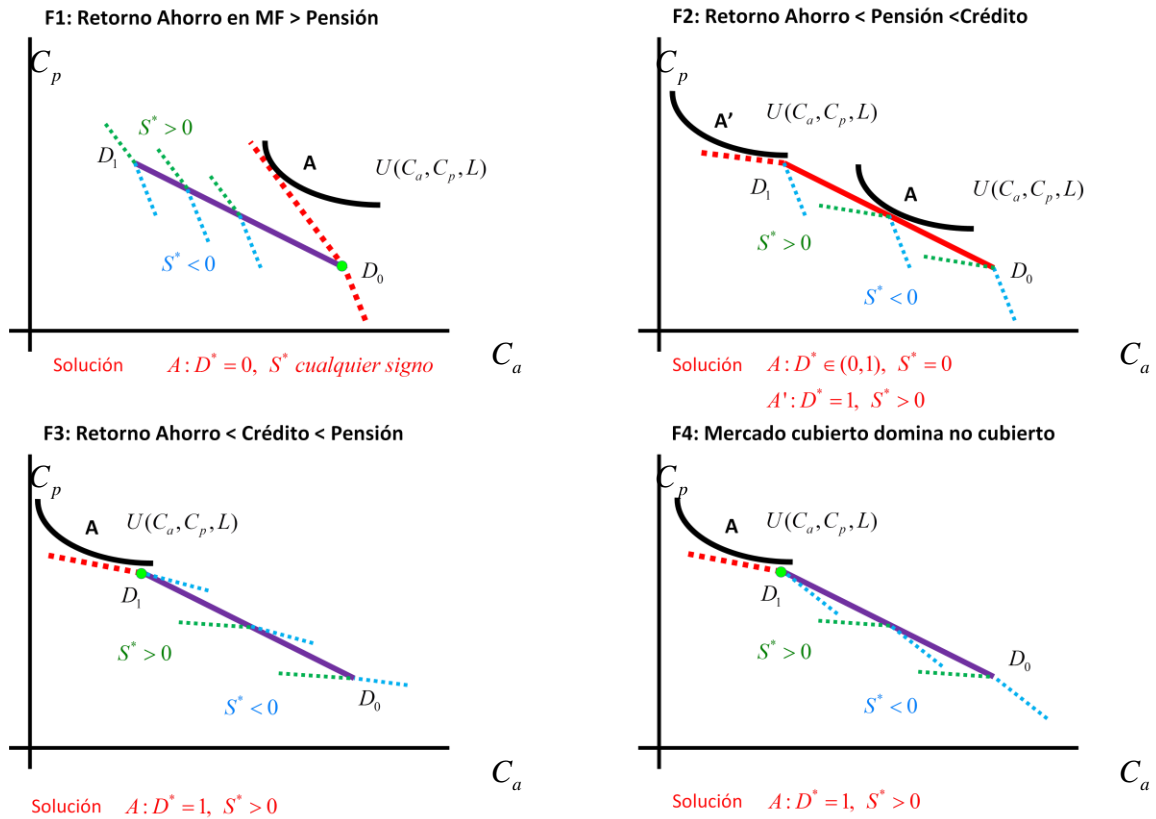 F1: Retorno Ahorro en MF > Pensión
C_p
S^* > 0
D_1
A
U(C_a, C_p, L)
S^* < 0
D_0
C_a
Solución A : D^* = 0, S^* cualquier signo
F2: Retorno Ahorro < Pensión <Crédito
C_p
A’
U(C_a, C_p, L)
D_1
A
U(C_a, C_p, L)
S^* > 0
S^* < 0
D_0
C_a
Solución A : D^* ∈ (0,1), S^* = 0
A' : D^* = 1, S^* > 0
F3: Retorno Ahorro < Crédito < Pensión
C_p
A
U(C_a, C_p, L)
D_1
S^* > 0
S^* < 0
D_0
C_a
Solución A : D^* = 1, S^* > 0
F4: Mercado cubierto domina no cubierto
C_p
A
U(C_a, C_p, L)
D_1
S^* > 0
D_0
S^* < 0
C_a
Solución A : D^* = 1, S^* > 0